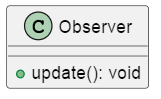 C Observer
update(): void